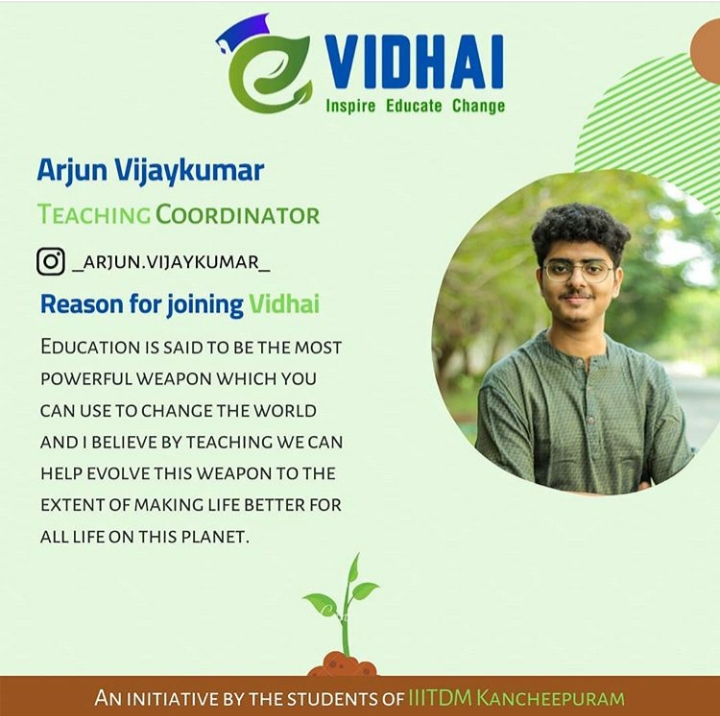 VIDHAI
Inspire Educate Change
Arjun Vijaykumar
TEACHING COORDINATOR
_ARJUN.VIJAYKUMAR_
Reason for joining Vidhai
EDUCATION IS SAID TO BE THE MOST
POWERFUL WEAPON WHICH YOU
CAN USE TO CHANGE THE WORLD
AND I BELIEVE BY TEACHING WE CAN
HELP EVOLVE THIS WEAPON TO THE
EXTENT OF MAKING LIFE BETTER FOR
ALL LIFE ON THIS PLANET.
AN INITIATIVE BY THE STUDENTS OF IIITDM KANCHEEPURAM